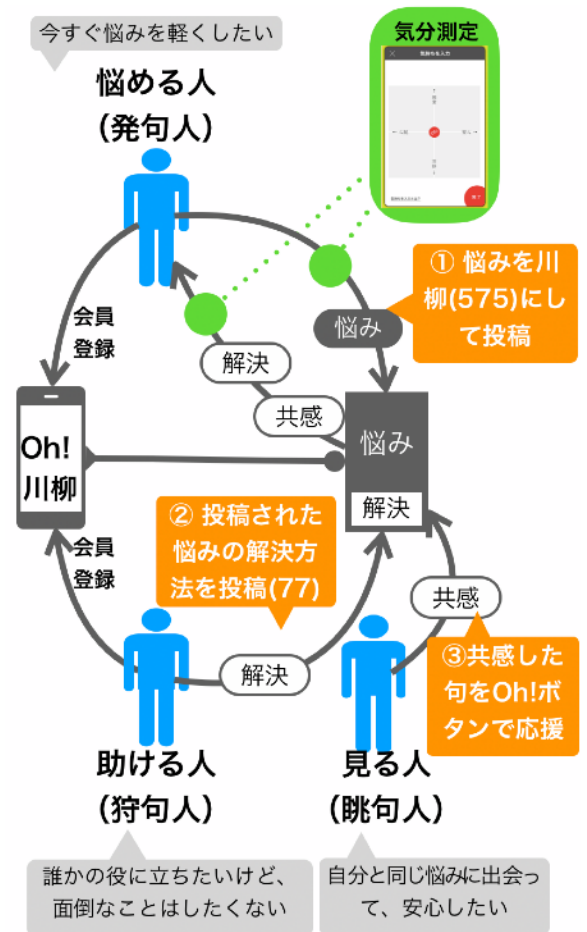 今すぐ悩みを軽くしたい
気分測定
悩める人
（発句人）
① 悩みを川
柳(575)にし
て投稿
会員
登録
悩み
解決
共感
Oh!
川柳
悩み
解決
② 投稿された
悩みの解決方
法を投稿(77)
会員
登録
共感
解決
③共感した
句をOh!ボ
タンで応援
助ける人
（狩句人）
見る人
（眺句人）
誰かの役に立ちたいけど、
面倒なことはしたくない
自分と同じ悩みに出会っ
て、安心したい